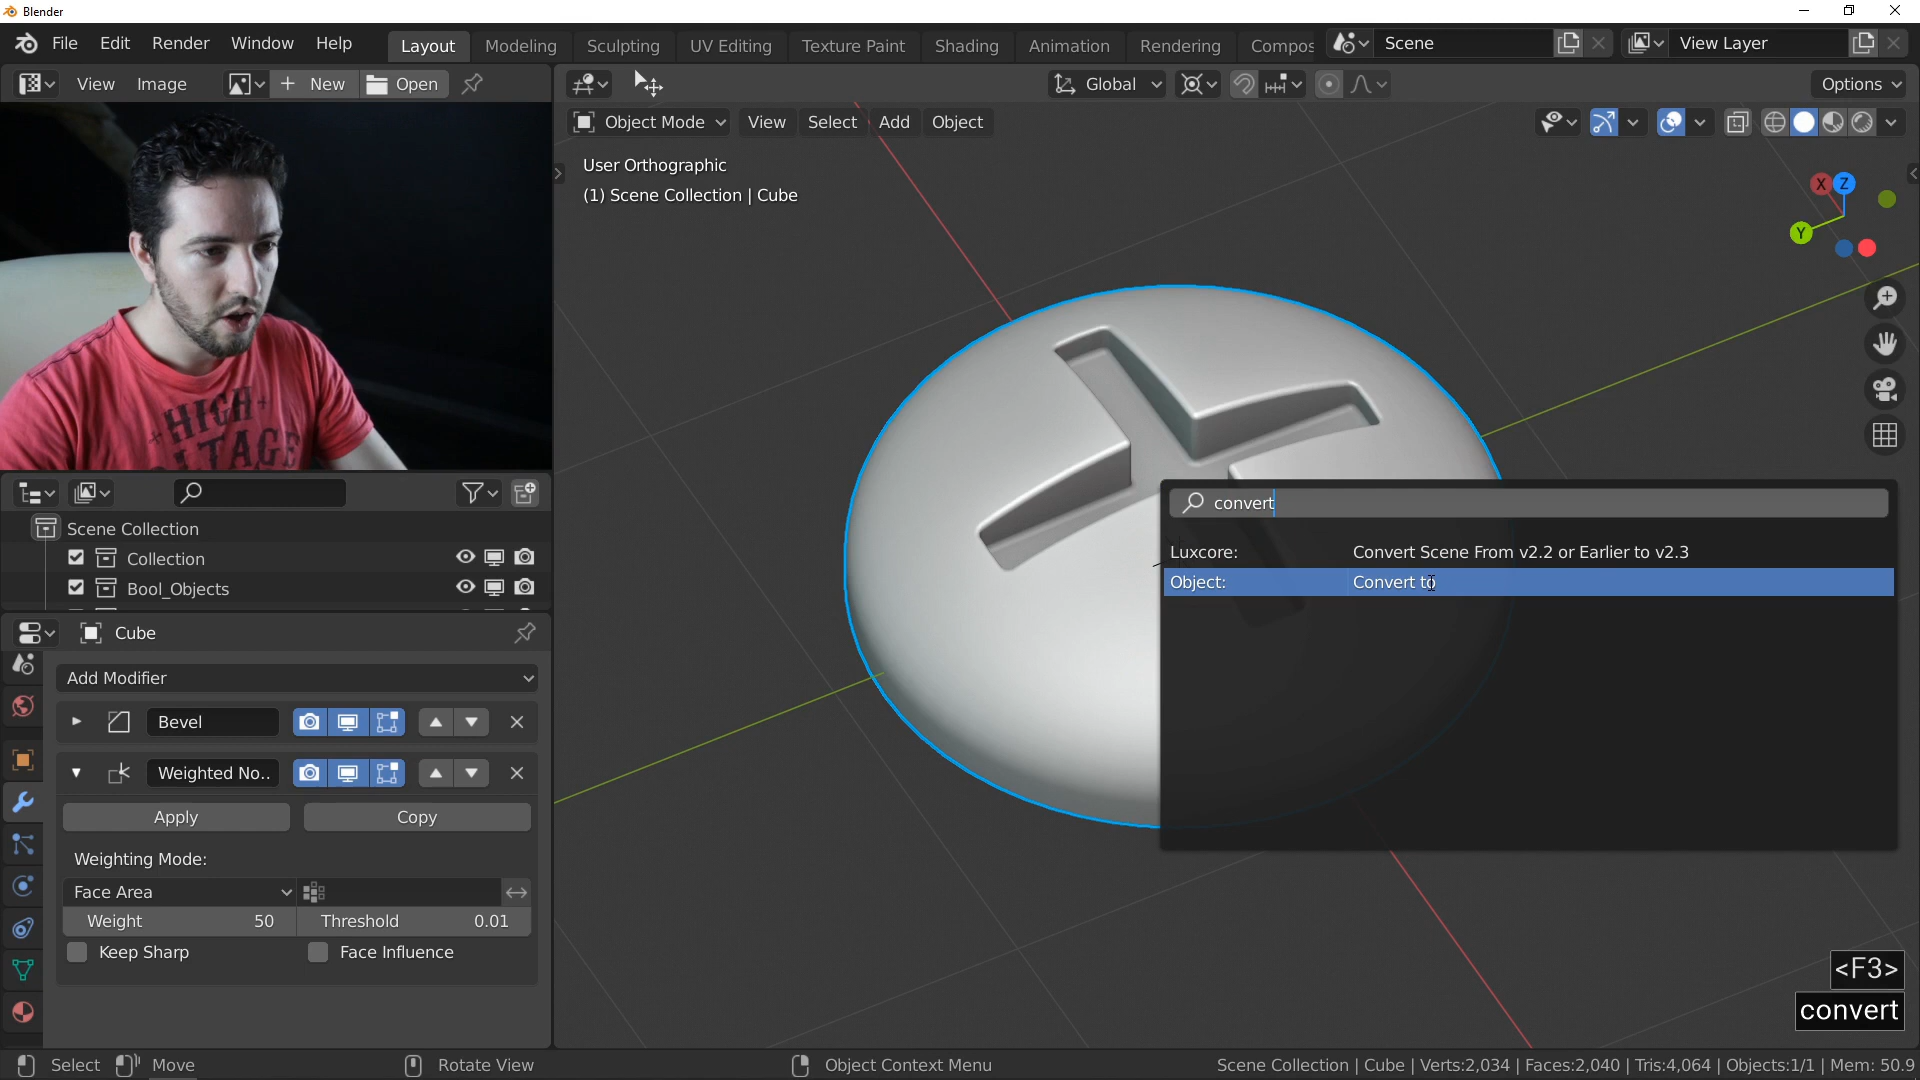 Blender
File Edit Render Window Help
Layout Modeling Sculpting UV Editing Texture Paint Shading Animation Rendering Compos
Scene
View Layer
View Image
New
Open
Global
Options
Object Mode
View Select Add Object
User Orthographic
(1) Scene Collection | Cube
X Z
Y
HIGH
VOLTAGE
convert
Luxcore: Convert Scene From v2.2 or Earlier to v2.3
Object: Convert to
Scene Collection
Collection
Bool_Objects
Cube
Add Modifier
Bevel
Weighted No..
Apply Copy
Weighting Mode:
Face Area
Weight 50 Threshold 0.01
Keep Sharp Face Influence
<F3>
convert
Select Move Rotate View Object Context Menu Scene Collection | Cube | Verts:2,034 | Faces:2,040 | Tris:4,064 | Objects:1/1 | Mem: 50.9